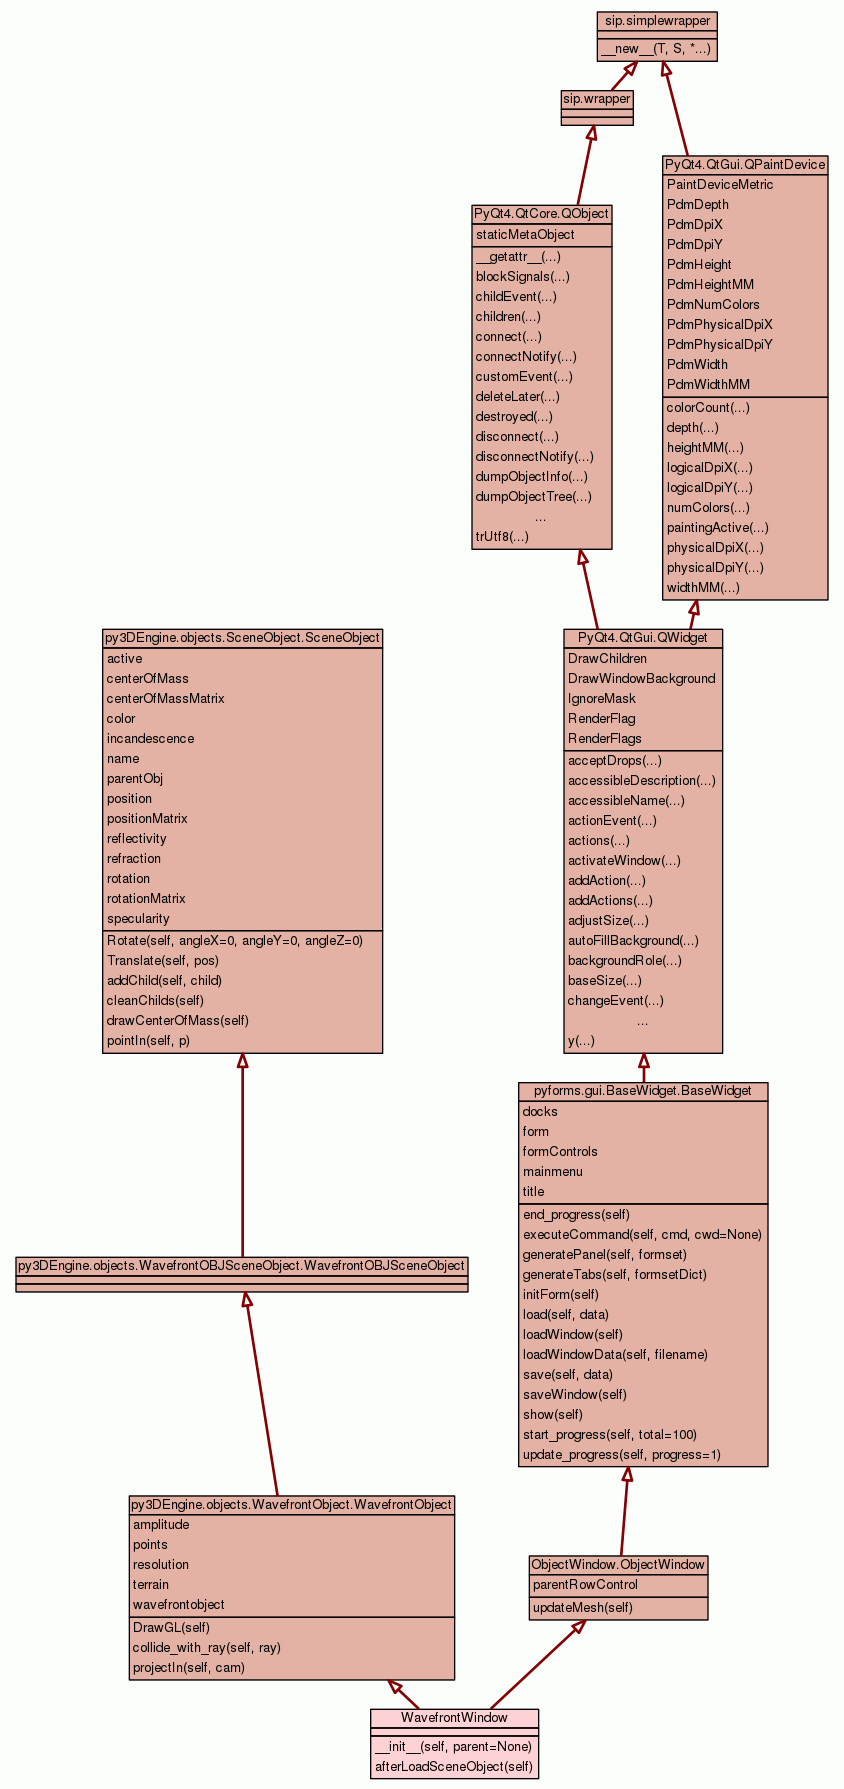 sip.simplewrapper
__new__(T, S, *...)
sip.wrapper
PyQt4.QtGui.QPaintDevice
PaintDeviceMetric
PdmDepth
PdmDpiX
PdmDpiY
PdmHeight
PdmHeightMM
PdmNumColors
PdmPhysicalDpiX
PdmPhysicalDpiY
PdmWidth
PdmWidthMM
colorCount(...)
depth(...)
heightMM(...)
logicalDpiX(...)
logicalDpiY(...)
numColors(...)
paintingActive(...)
physicalDpiX(...)
physicalDpiY(...)
widthMM(...)
PyQt4.QtCore.QObject
staticMetaObject
__getattr__(...)
blockSignals(...)
childEvent(...)
children(...)
connect(...)
connectNotify(...)
customEvent(...)
deleteLater(...)
destroyed(...)
disconnect(...)
disconnectNotify(...)
dumpObjectInfo(...)
dumpObjectTree(...)
...
trUtf8(...)
py3DEngine.objects.SceneObject.SceneObject
active
centerOfMass
centerOfMassMatrix
color
incandescence
name
parentObj
position
positionMatrix
reflectivity
refraction
rotation
rotationMatrix
specularity
Rotate(self, angleX=0, angleY=0, angleZ=0)
Translate(self, pos)
addChild(self, child)
cleanChilds(self)
drawCenterOfMass(self)
pointIn(self, p)
PyQt4.QtGui.QWidget
DrawChildren
DrawWindowBackground
IgnoreMask
RenderFlag
RenderFlags
acceptDrops(...)
accessibleDescription(...)
accessibleName(...)
actionEvent(...)
actions(...)
activateWindow(...)
addAction(...)
addActions(...)
adjustSize(...)
autoFillBackground(...)
backgroundRole(...)
baseSize(...)
changeEvent(...)
...
y(...)
pyforms.gui.BaseWidget.BaseWidget
docks
form
formControls
mainmenu
title
end_progress(self)
executeCommand(self, cmd, cwd=None)
generatePanel(self, formset)
generateTabs(self, formsetDict)
initForm(self)
load(self, data)
loadWindow(self)
loadWindowData(self, filename)
save(self, data)
saveWindow(self)
show(self)
start_progress(self, total=100)
update_progress(self, progress=1)
py3DEngine.objects.WavefrontOBJSceneObject.WavefrontOBJSceneObject
py3DEngine.objects.WavefrontObject.WavefrontObject
amplitude
points
resolution
terrain
wavefrontobject
DrawGL(self)
collide_with_ray(self, ray)
projectIn(self, cam)
ObjectWindow.ObjectWindow
parentRowControl
updateMesh(self)
WavefrontWindow
__init__(self, parent=None)
afterLoadSceneObject(self)